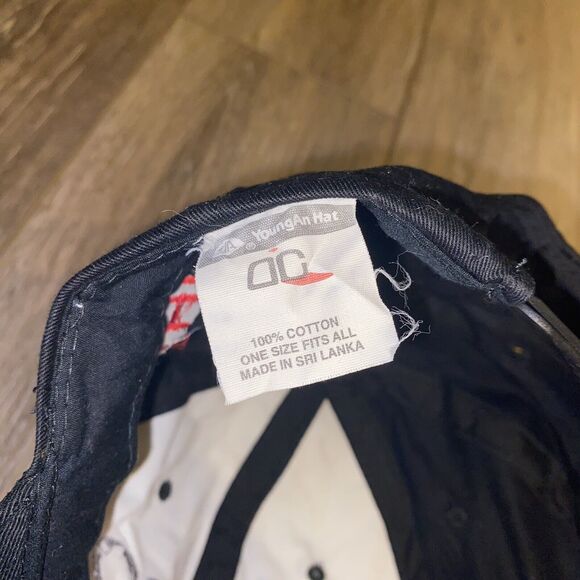 YoungAn Hat
OC
100% COTTON
ONE SIZE FITS ALL
MADE IN SRI LANKA